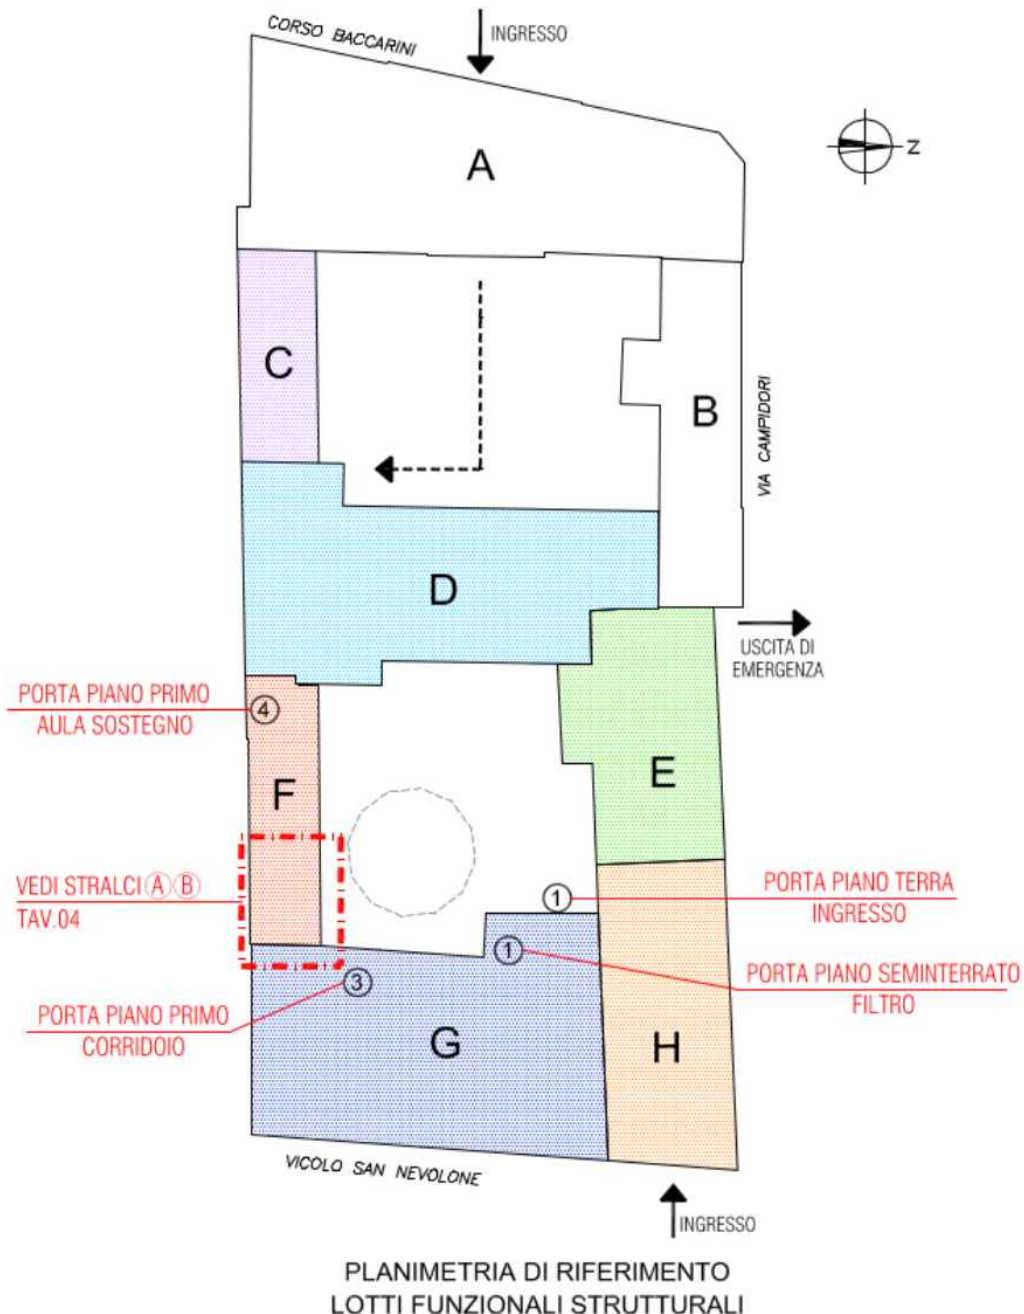 CORSO BACCARINI
INGRESSO
A
Z
C
B
VIA CAMPIDORI
D
USCITA DI
EMERGENZA
PORTA PIANO PRIMO
AULA SOSTEGNO
4
E
F
VEDI STRALCI A B
TAV.04
1
PORTA PIANO TERRA
INGRESSO
1
PORTA PIANO SEMINTERRATO
FILTRO
3
PORTA PIANO PRIMO
CORRIDOIO
G
H
VICOLO SAN NEVOLONE
INGRESSO
PLANIMETRIA DI RIFERIMENTO
LOTTI FUNZIONALI STRUTTURALI